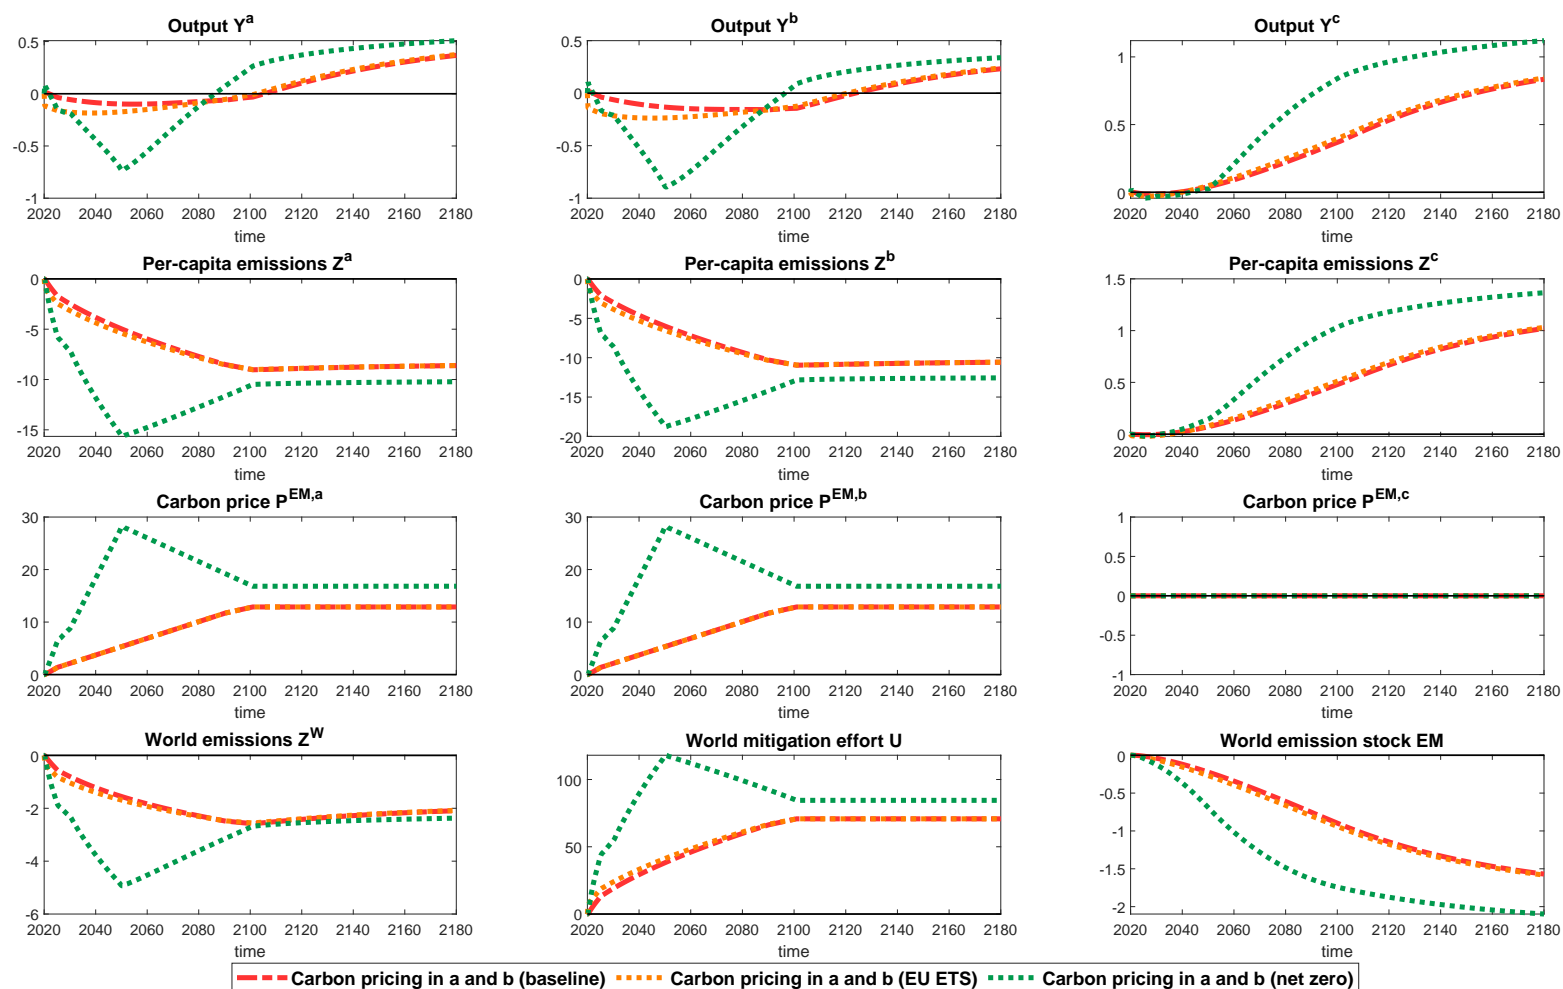 Output Y^a
0.5
0
-0.5
-1
2020 2040 2060 2080 2100 2120 2140 2160 2180
time
Output Y^b
0.5
0
-0.5
-1
2020 2040 2060 2080 2100 2120 2140 2160 2180
time
Output Y^c
1
0.5
0
2020 2040 2060 2080 2100 2120 2140 2160 2180
time
Per-capita emissions Z^a
0
-5
-10
-15
2020 2040 2060 2080 2100 2120 2140 2160 2180
time
Per-capita emissions Z^b
0
-5
-10
-15
-20
2020 2040 2060 2080 2100 2120 2140 2160 2180
time
Per-capita emissions Z^c
1.5
1
0.5
0
2020 2040 2060 2080 2100 2120 2140 2160 2180
time
Carbon price P^EM,a
30
20
10
0
2020 2040 2060 2080 2100 2120 2140 2160 2180
time
Carbon price P^EM,b
30
20
10
0
2020 2040 2060 2080 2100 2120 2140 2160 2180
time
Carbon price P^EM,c
1
0.5
0
-0.5
-1
2020 2040 2060 2080 2100 2120 2140 2160 2180
time
World emissions Z^W
0
-2
-4
-6
2020 2040 2060 2080 2100 2120 2140 2160 2180
time
World mitigation effort U
100
50
0
2020 2040 2060 2080 2100 2120 2140 2160 2180
time
World emission stock EM
0
-0.5
-1
-1.5
-2
2020 2040 2060 2080 2100 2120 2140 2160 2180
time
Carbon pricing in a and b (baseline) Carbon pricing in a and b (EU ETS) Carbon pricing in a and b (net zero)